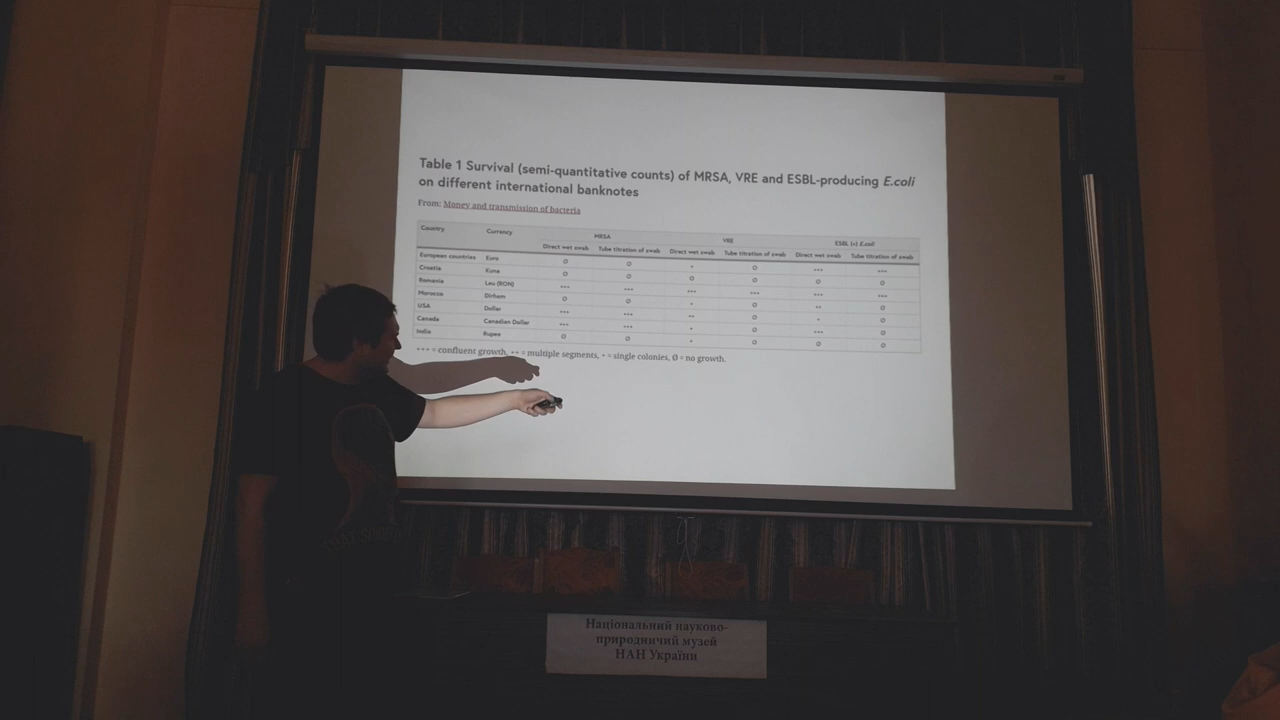 Table 1 Survival (semi-quantitative counts) of MRSA, VRE and ESBL-producing E.coli
on different international banknotes
From: Money and transmission of bacteria
Country Currency MRSA VRE ESBL (+) E.coli
Direct wet swab Tube titration of swab Direct wet swab Tube titration of swab Direct wet swab Tube titration of swab
European countries Euro Ø Ø + Ø +++ +++
Croatia Kuna Ø Ø Ø Ø Ø Ø
Romania Leu (RON) +++ +++ +++ +++ +++ +++
Morocco Dirham Ø Ø + Ø ++ Ø
USA Dollar +++ +++ ++ Ø + Ø
Canada Canadian Dollar +++ +++ + Ø +++ Ø
India Rupee Ø Ø + Ø Ø Ø
+++ = confluent growth, ++ = multiple segments, + = single colonies, Ø = no growth.
Національний науково-
природничий музей
НАН України